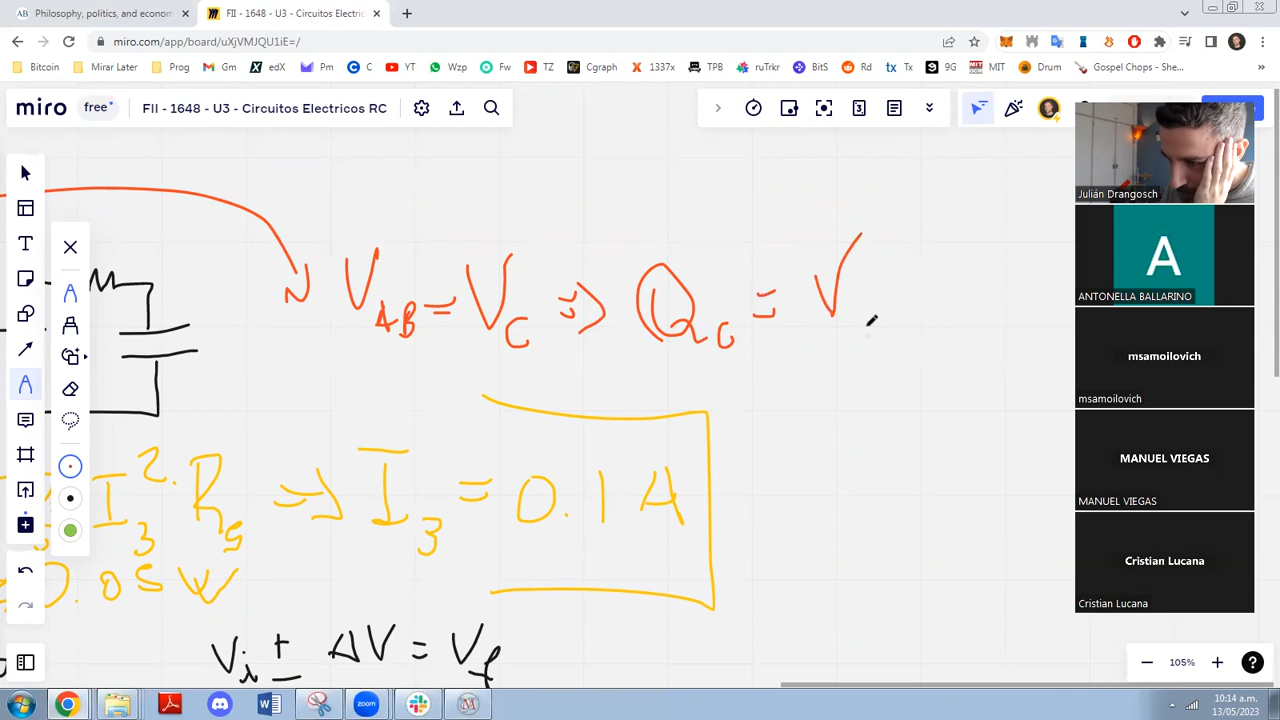 Philosophy, politics, and econom
FII - 1648 - U3 - Circuitos Electric
miro.com/app/board/uXjVMJQU1iE=/
Bitcoin Mirar Later Prog Gm edX Pm C YT Wzp Fw TZ Cgraph 1337x TPB ruTrkr BitS Rd Tx 9G MIT Drum Gospel Chops - She...
miro free FII - 1648 - U3 - Circuitos Electricos RC
Julián Drangosch
A
ANTONELLA BALLARINO
msamoilovich
msamoilovich
MANUEL VIEGAS
MANUEL VIEGAS
Cristian Lucana
Cristian Lucana
V_AB = V_C => Q_C = V
I_3^2 . R_5 => I_3 = 0.1 A
0.05 W
V_i ± ΔV = V_f
105%
10:14 a.m.
13/05/2023